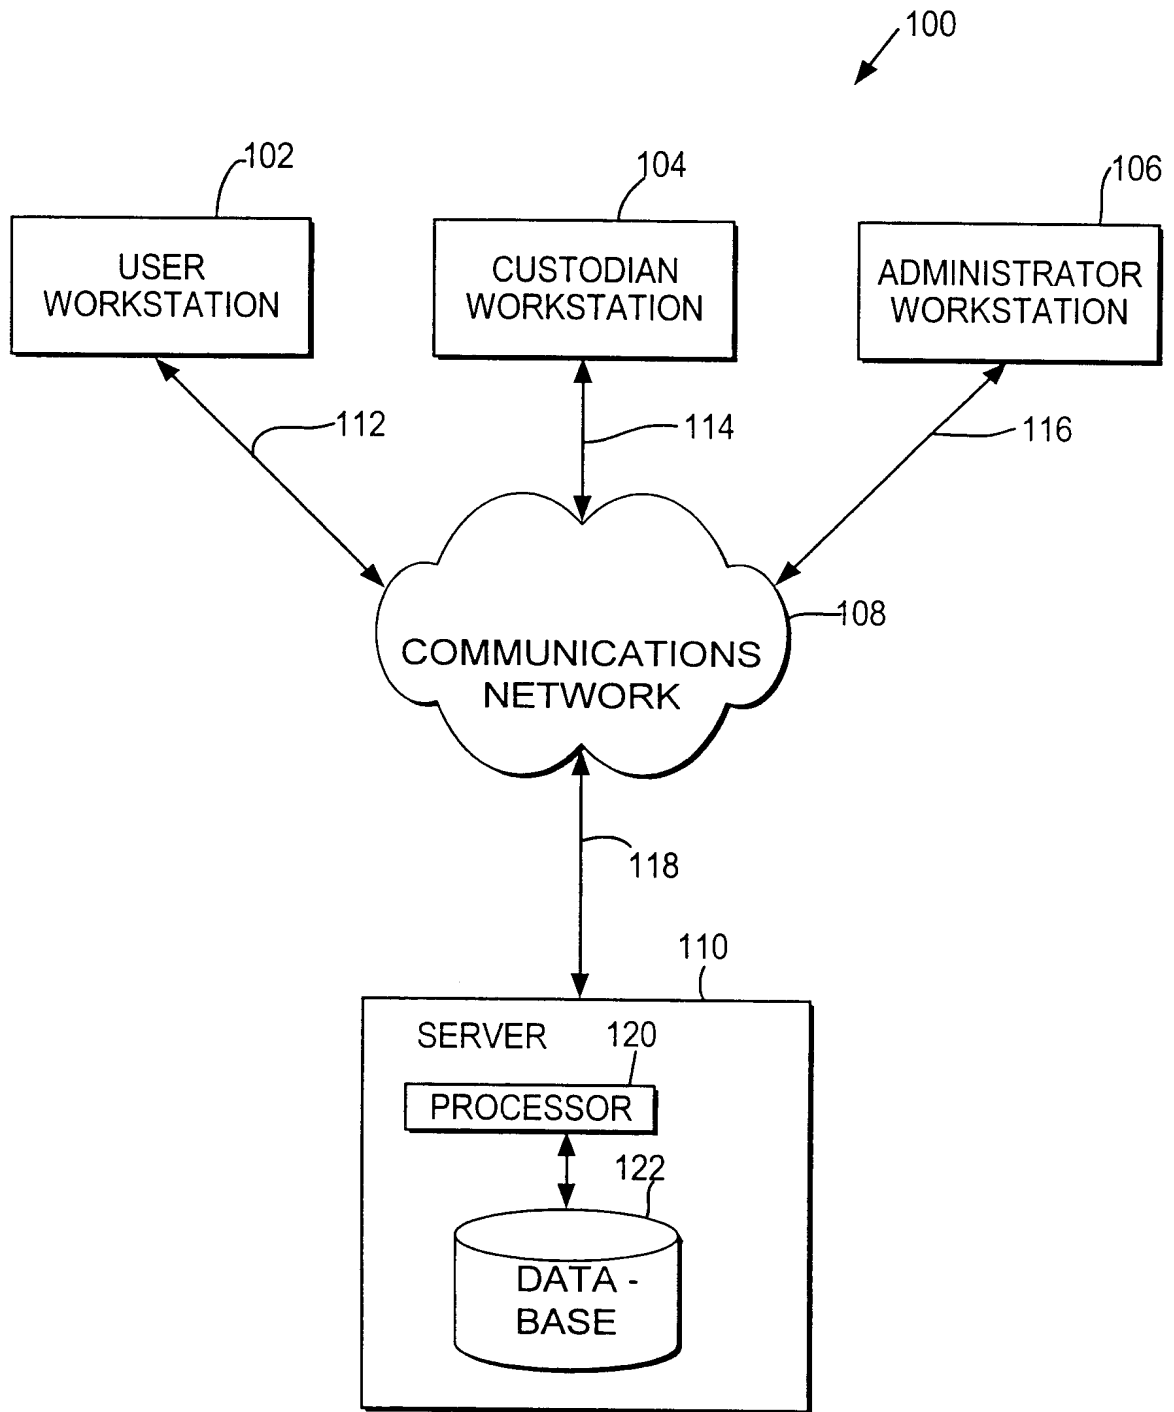 100
102
104
106
USER
WORKSTATION
CUSTODIAN
WORKSTATION
ADMINISTRATOR
WORKSTATION
112
114
116
108
COMMUNICATIONS
NETWORK
118
110
SERVER
120
PROCESSOR
122
DATA -
BASE